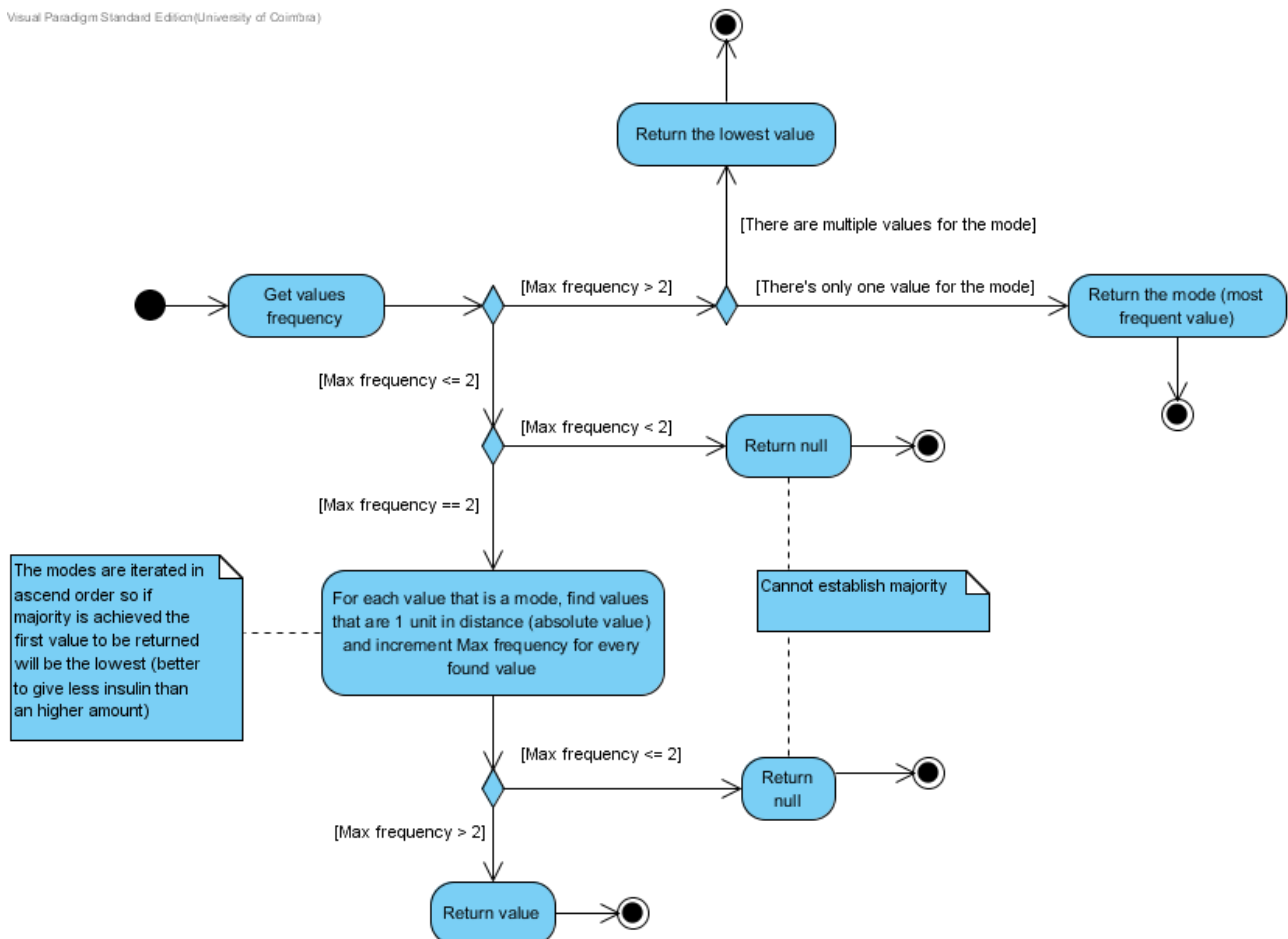 Visual Paradigm Standard Edition(University of Coimbra)
Return the lowest value
[There are multiple values for the mode]
Get values
frequency
[Max frequency > 2]
[There's only one value for the mode]
Return the mode (most
frequent value)
[Max frequency <= 2]
[Max frequency < 2]
Return null
[Max frequency == 2]
The modes are iterated in
ascend order so if
majority is achieved the
first value to be returned
will be the lowest (better
to give less insulin than
an higher amount)
For each value that is a mode, find values
that are 1 unit in distance (absolute value)
and increment Max frequency for every
found value
Cannot establish majority
[Max frequency <= 2]
Return
null
[Max frequency > 2]
Return value